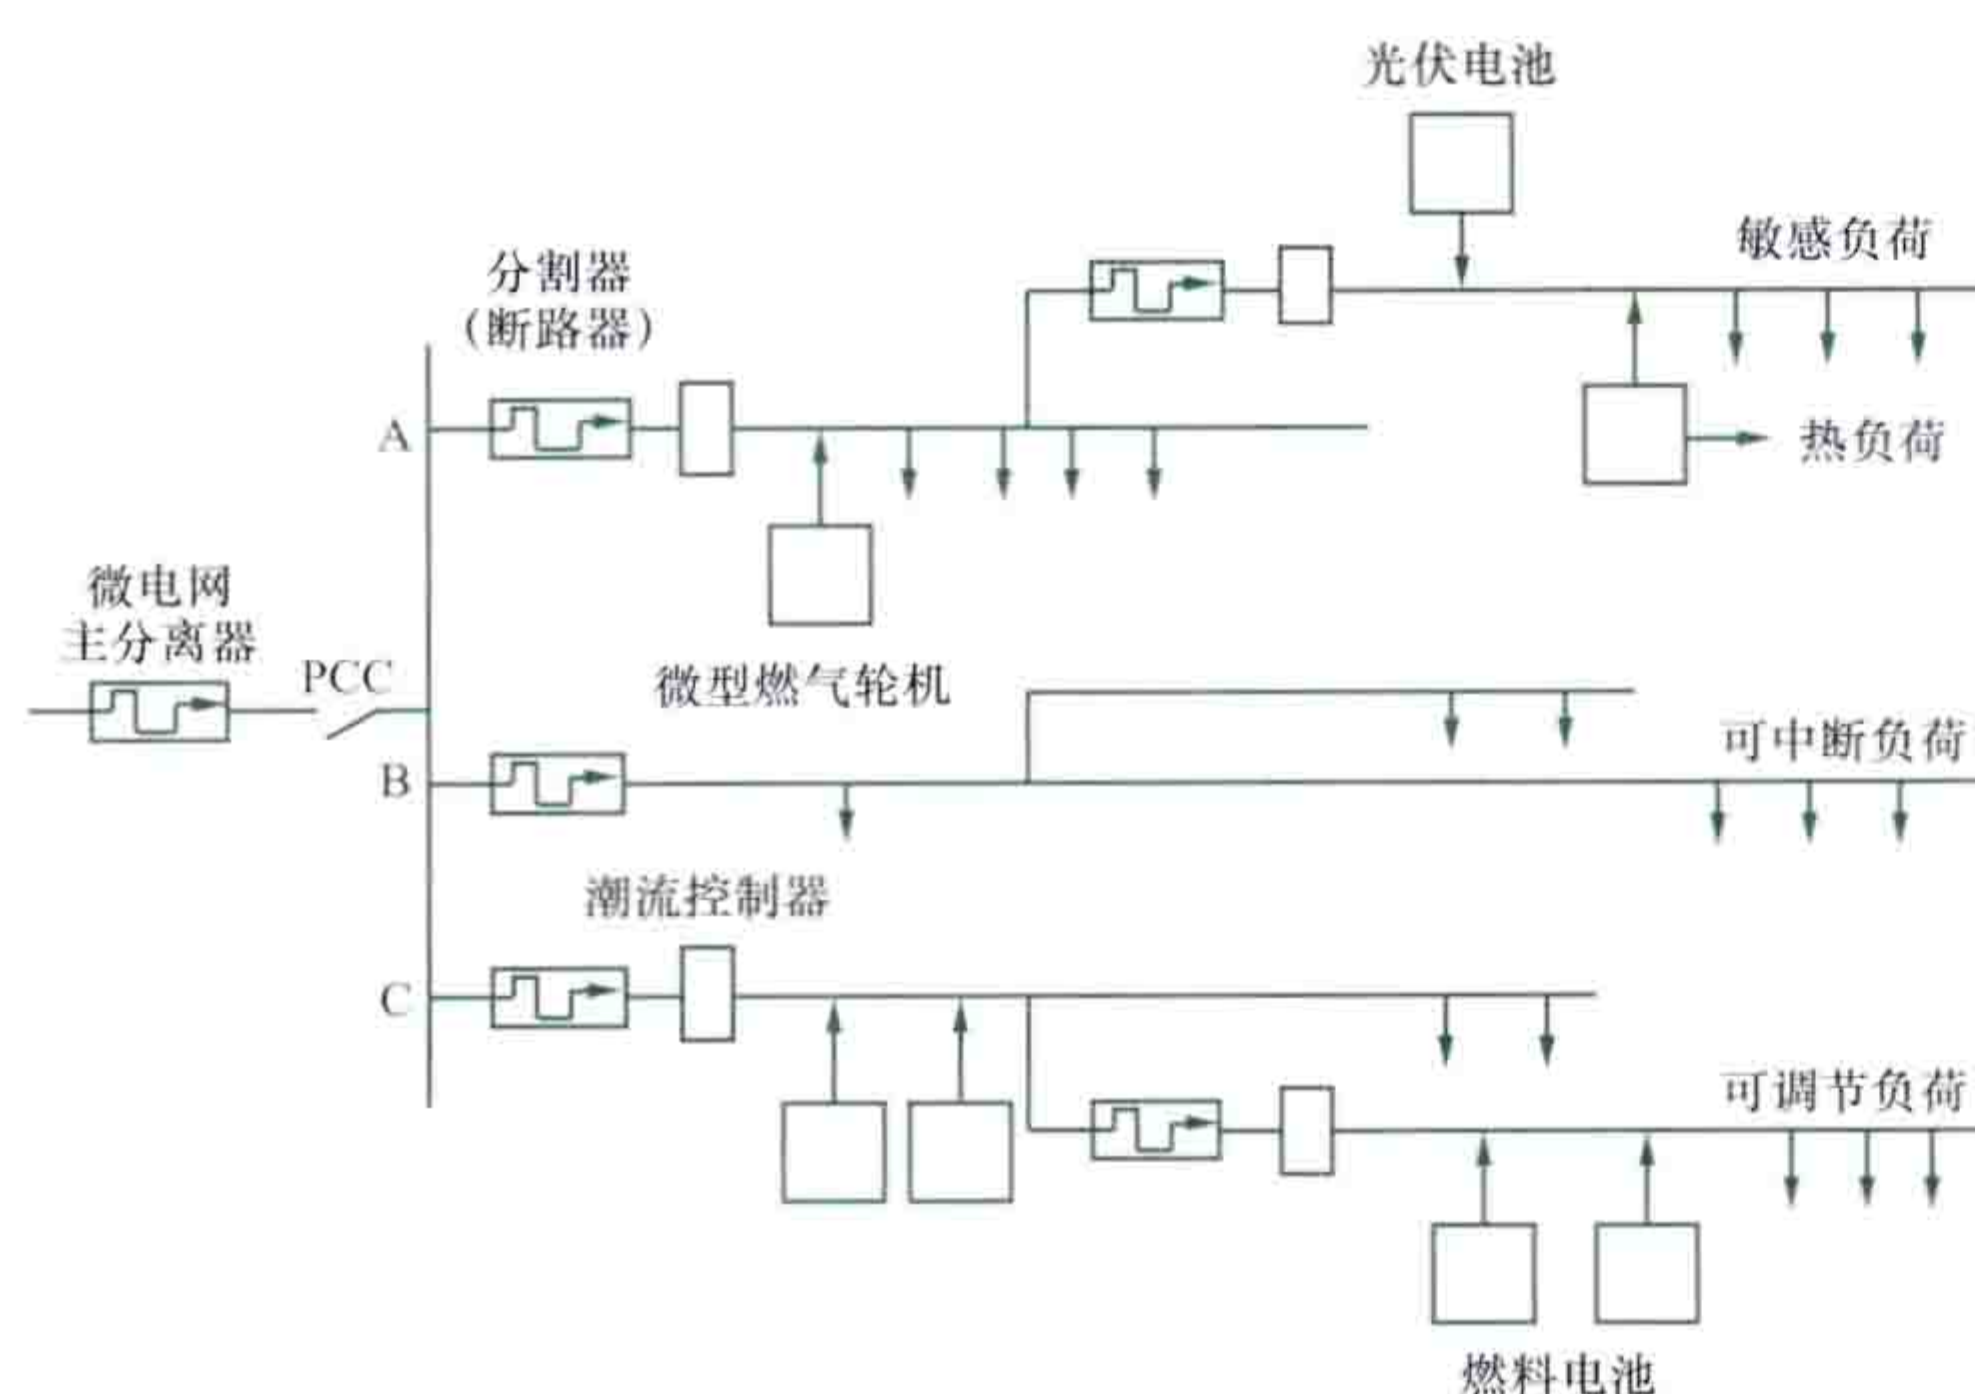 光伏电池
敏感负荷
分割器
(断路器)
A
热负荷
微电网
主分离器
PCC
微型燃气轮机
可中断负荷
B
潮流控制器
C
可调节负荷
燃料电池